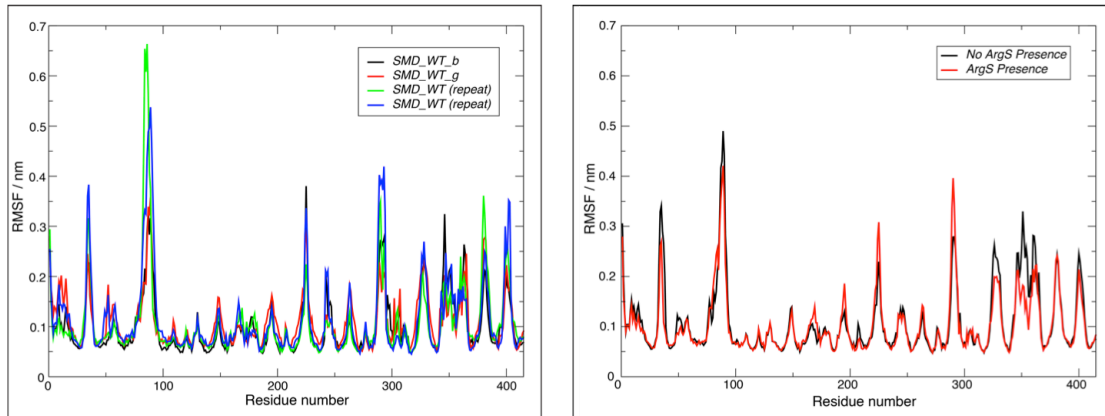 0.7
0.6
0.5
0.4
0.3
0.2
0.1
0
RMSF / nm
0
100
200
300
400
Residue number
SMD_WT_b
SMD_WT_g
SMD_WT (repeat)
SMD_WT (repeat)
0.7
0.6
0.5
0.4
0.3
0.2
0.1
0
RMSF / nm
0
100
200
300
400
Residue number
No ArgS Presence
ArgS Presence